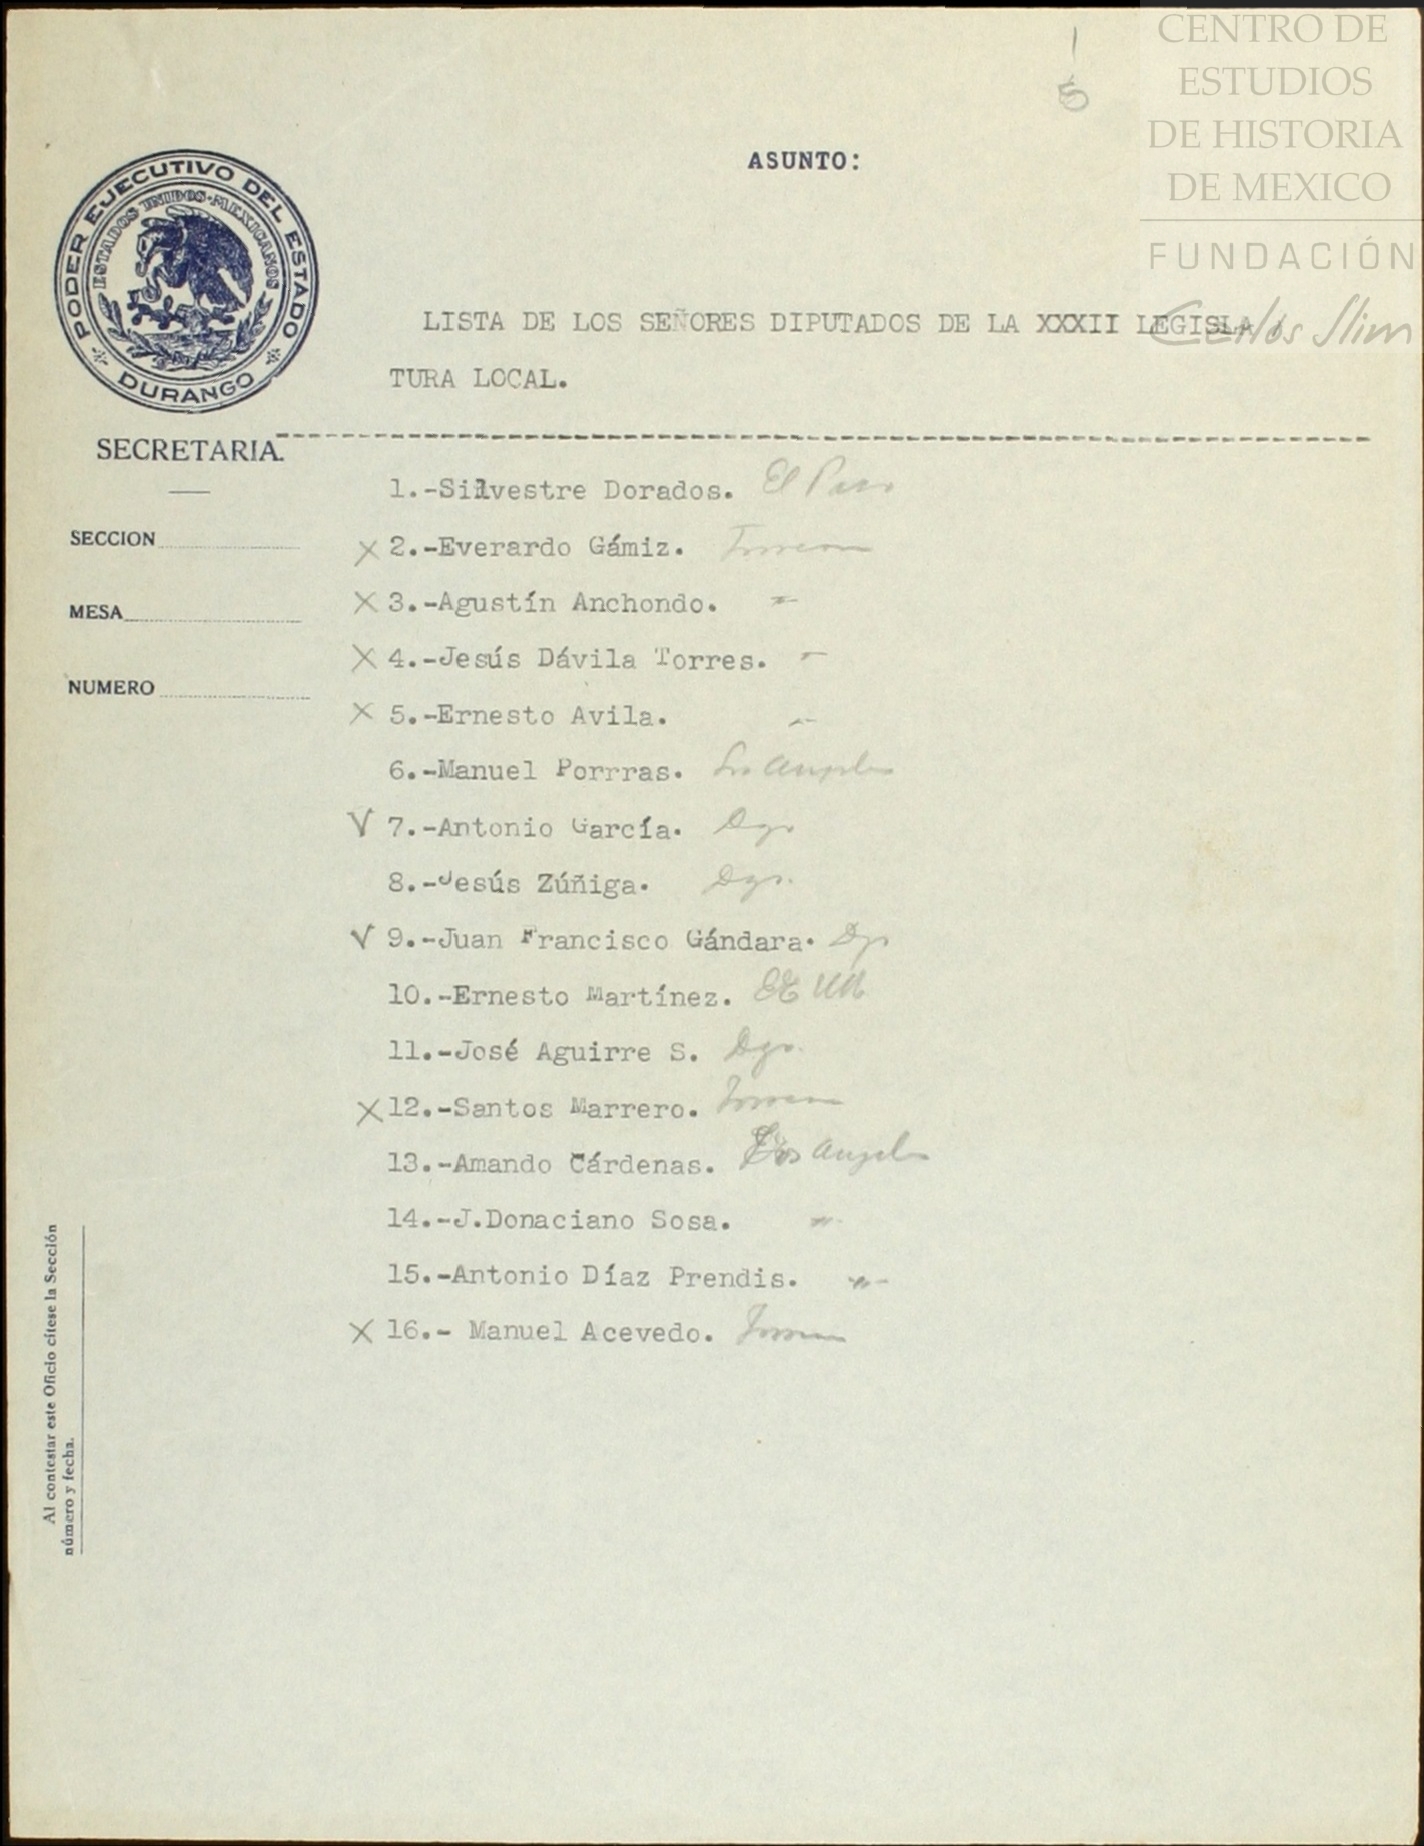 CENTRO DE
ESTUDIOS
DE HISTORIA
DE MEXICO
FUNDACIÓN
Carlos Slim
1
5
ASUNTO:
PODER EJECUTIVO DEL ESTADO
ESTADOS UNIDOS MEXICANOS
DURANGO
SECRETARIA.
SECCION
MESA
NUMERO
LISTA DE LOS SEÑORES DIPUTADOS DE LA XXXII LEGISLA
TURA LOCAL.
1.-Silvestre Dorados. El Paso
X 2.-Everardo Gámiz. Torreon
X 3.-Agustín Anchondo. "
X 4.-Jesús Dávila Torres. "
X 5.-Ernesto Avila. "
6.-Manuel Porrras. Los Angeles
V 7.-Antonio García. Dgo
8.-Jesús Zúñiga. Dgo.
V 9.-Juan Francisco Gándara. Dgo
10.-Ernesto Martínez. EE UU
11.-José Aguirre S. Dgo.
X 12.-Santos Marrero. Torreon
13.-Amando Cárdenas. Los Angeles
14.-J.Donaciano Sosa. "
15.-Antonio Díaz Prendis. "
X 16.- Manuel Acevedo. Torreon
Al contestar este Oficio cítese la Sección
número y fecha.